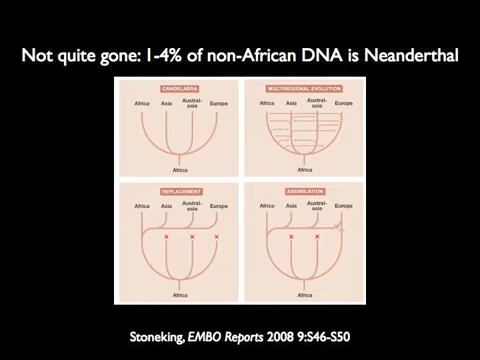 Not quite gone: 1-4% of non-African DNA is Neanderthal
CANDELABRA
Africa Asia Austral-asia Europe
Africa
MULTIREGIONAL EVOLUTION
Africa Asia Austral-asia Europe
Africa
REPLACEMENT
Africa Asia Austral-asia Europe
× × ×
Africa
ASSIMILATION
Africa Asia Austral-asia Europe
× ×
Africa
Stoneking, EMBO Reports 2008 9:S46-S50